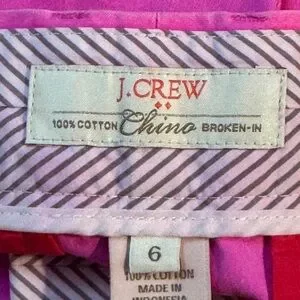 J.CREW
100% COTTON Chino BROKEN-IN
6
100% COTTON
MADE IN
INDONESIA